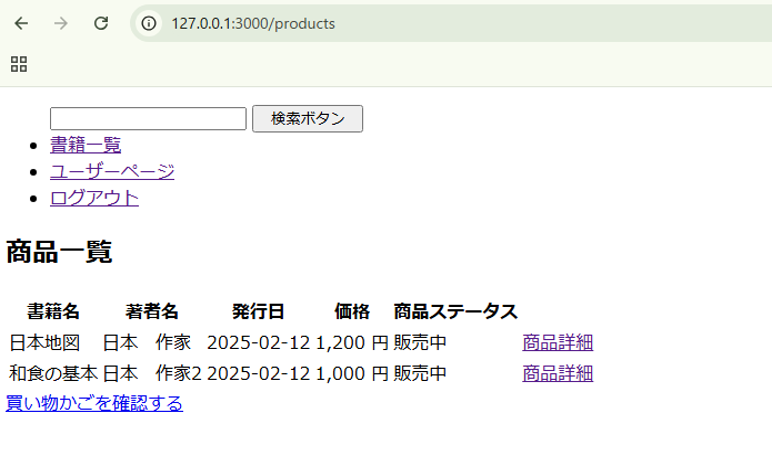 127.0.0.1:3000/products
検索ボタン
書籍一覧
ユーザーページ
ログアウト
商品一覧
書籍名 著者名 発行日 価格 商品ステータス
日本地図 日本　作家 2025-02-12 1,200 円 販売中 商品詳細
和食の基本 日本　作家2 2025-02-12 1,000 円 販売中 商品詳細
買い物かごを確認する